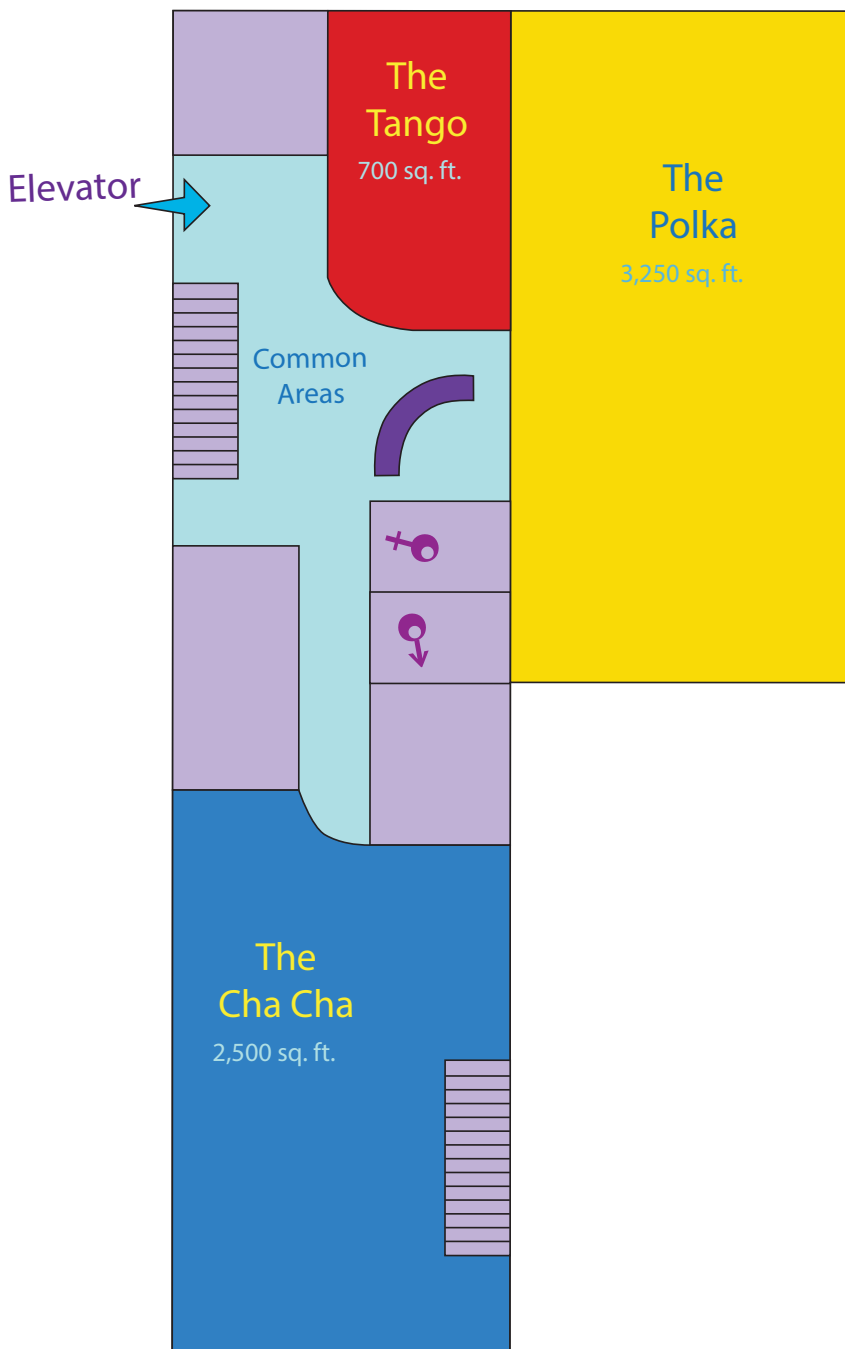 The
Tango
700 sq. ft.
The
Polka
3,250 sq. ft.
Elevator
Common
Areas
The
Cha Cha
2,500 sq. ft.